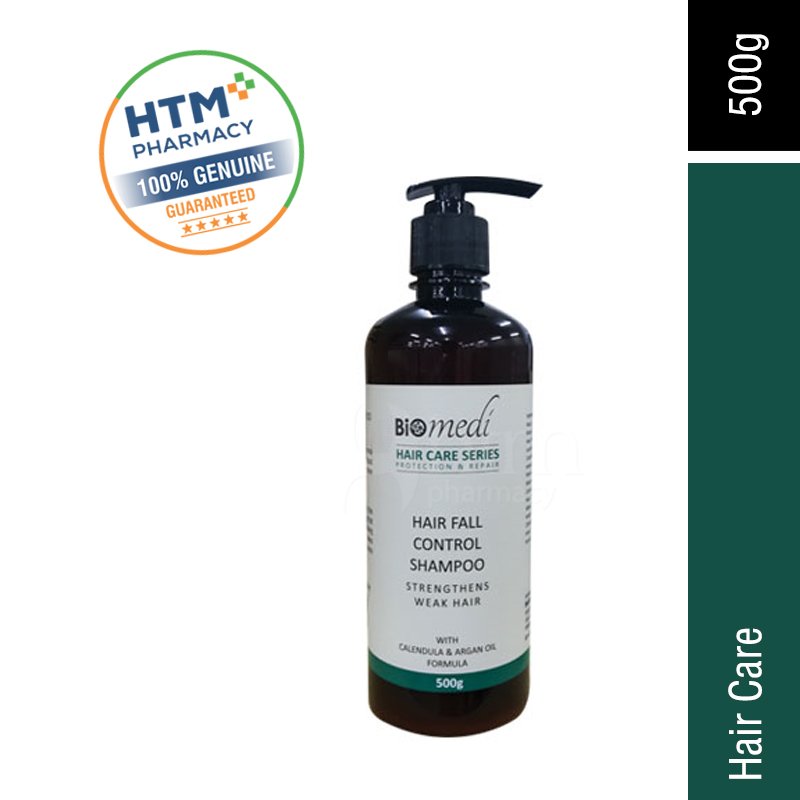 HTM
PHARMACY
100% GENUINE
GUARANTEED
500g
Biomedi
HAIR CARE SERIES
PROTECTION & REPAIR
pharmacy
HAIR FALL
CONTROL
SHAMPOO
STRENGTHENS
WEAK HAIR
WITH
CALENDULA & ARGAN OIL
FORMULA
500g
Hair Care